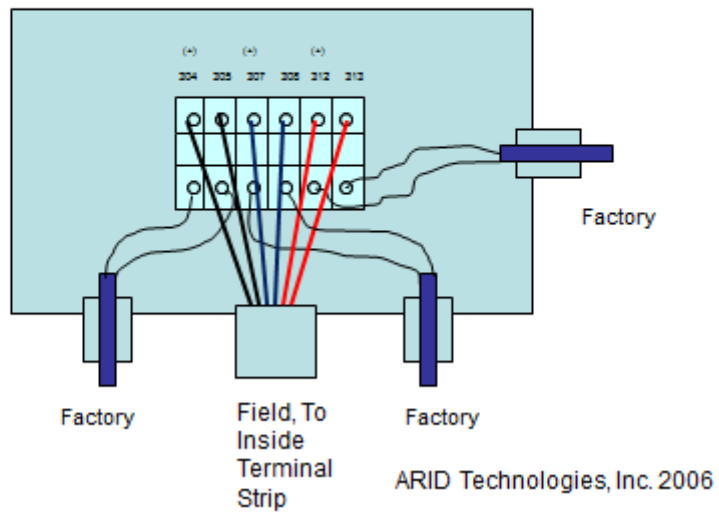 (+) (+) (+)
304 305 307 308 312 313
Factory
Factory
Field, To
Inside
Terminal
Strip
Factory
ARID Technologies, Inc. 2006